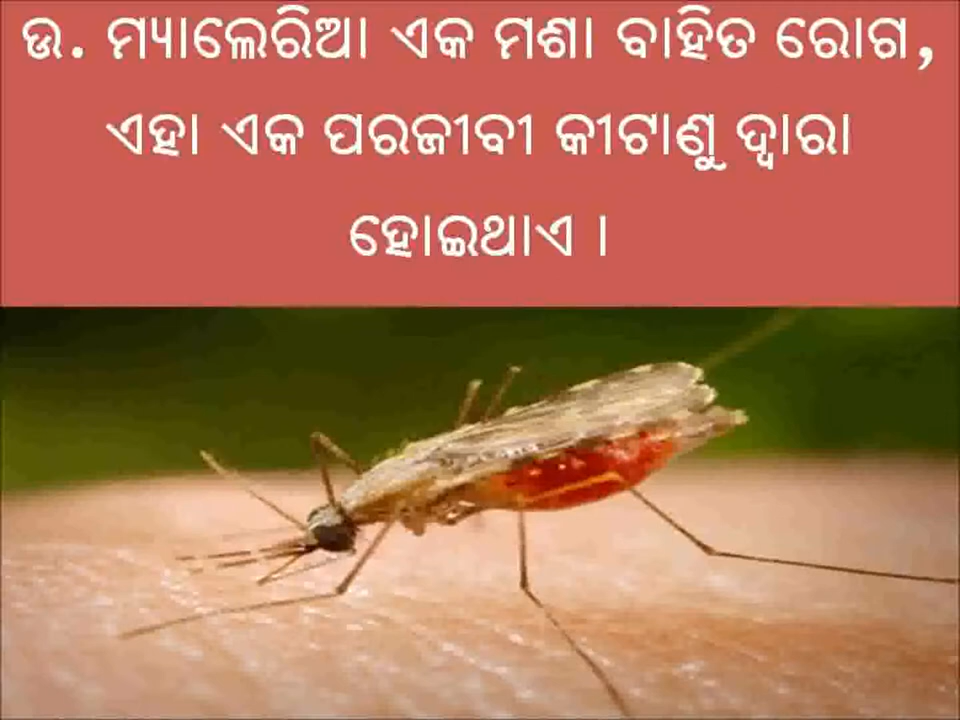 ଉ. ମ୍ୟାଲେରିଆ ଏକ ମଶା ବାହିତ ରୋଗ,
ଏହା ଏକ ପରଜୀବୀ କୀଟାଣୁ ଦ୍ୱାରା
ହୋଇଥାଏ ।